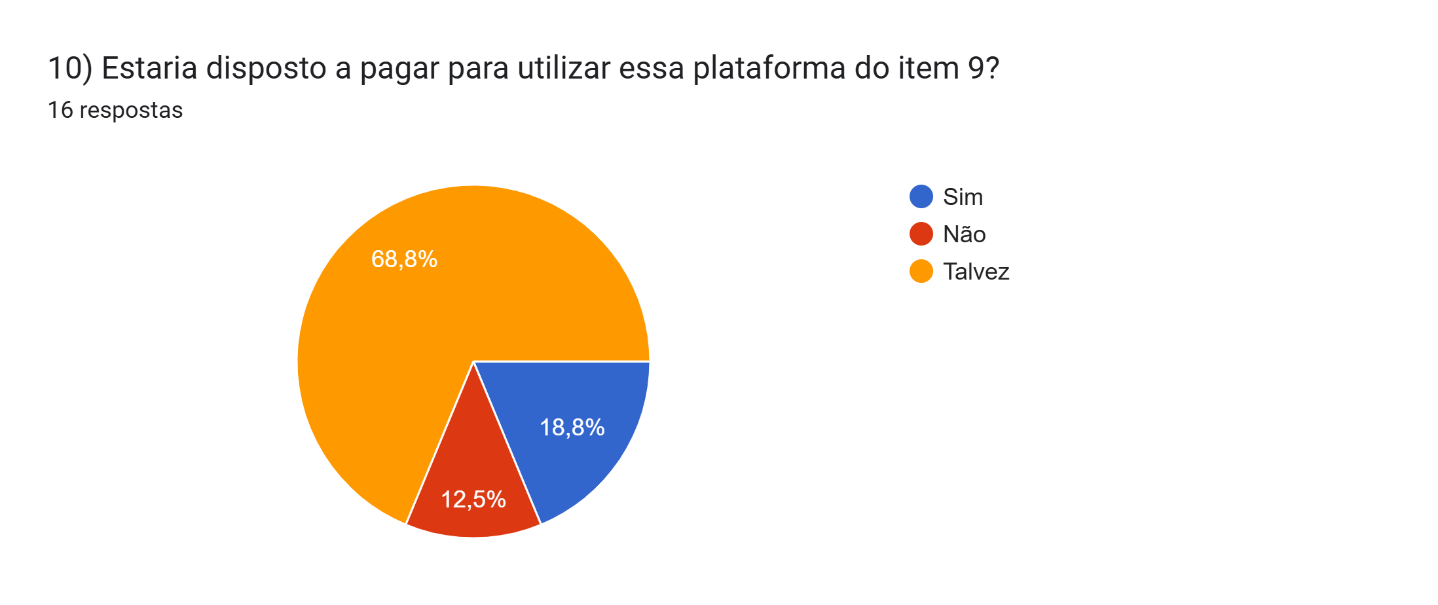 10) Estaria disposto a pagar para utilizar essa plataforma do item 9?
16 respostas
Sim
Não
Talvez
68,8%
18,8%
12,5%